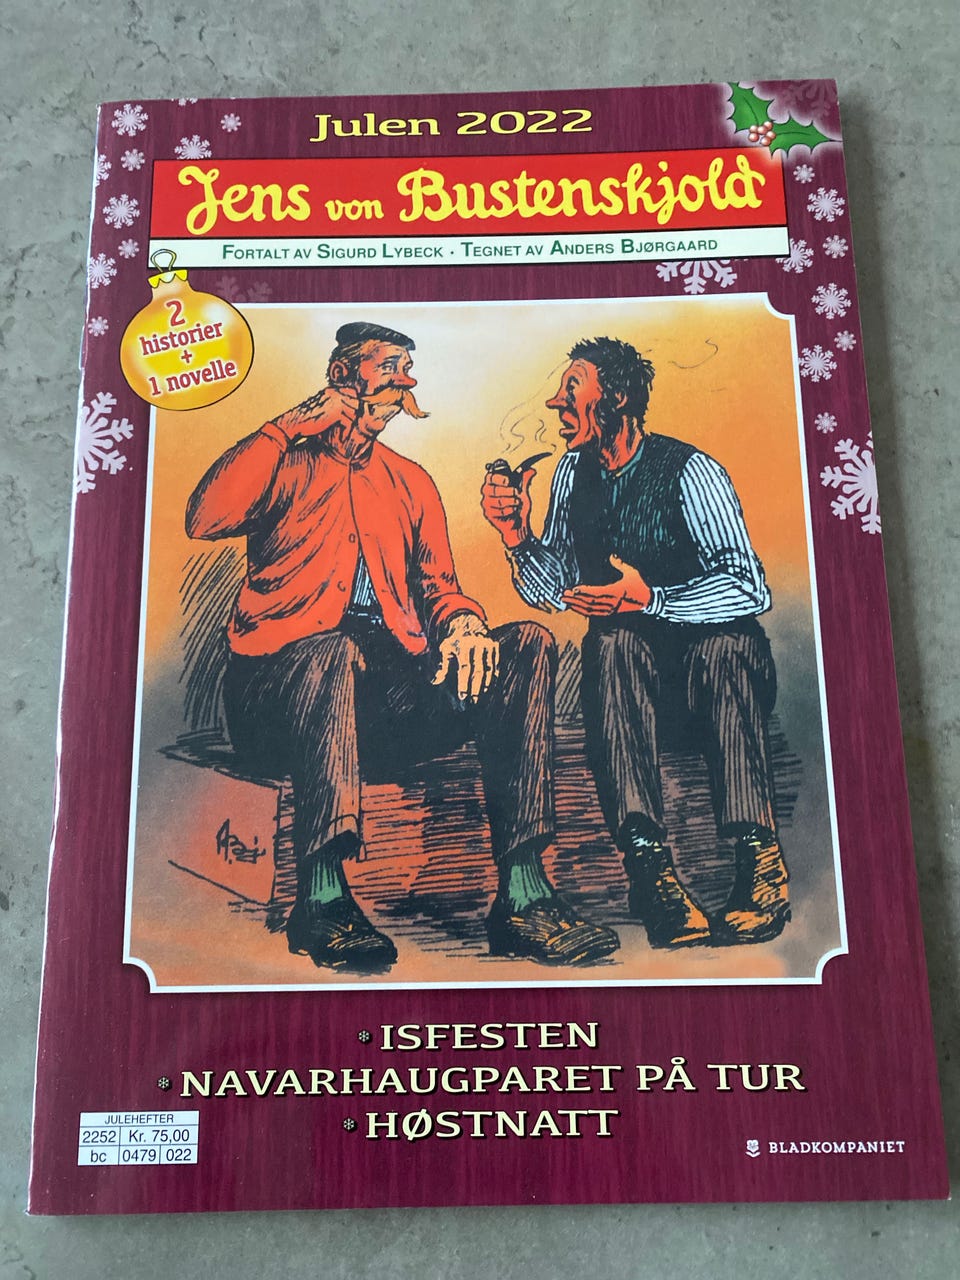 Julen 2022
Jens von Bustenskjold
Fortalt av Sigurd Lybeck · Tegnet av Anders Bjørgaard
2
historier
+
1 novelle
ISFESTEN
NAVARHAUGPARET PÅ TUR
HØSTNATT
JULEHEFTER
2252 Kr. 75,00
bc 0479 022
BLADKOMPANIET